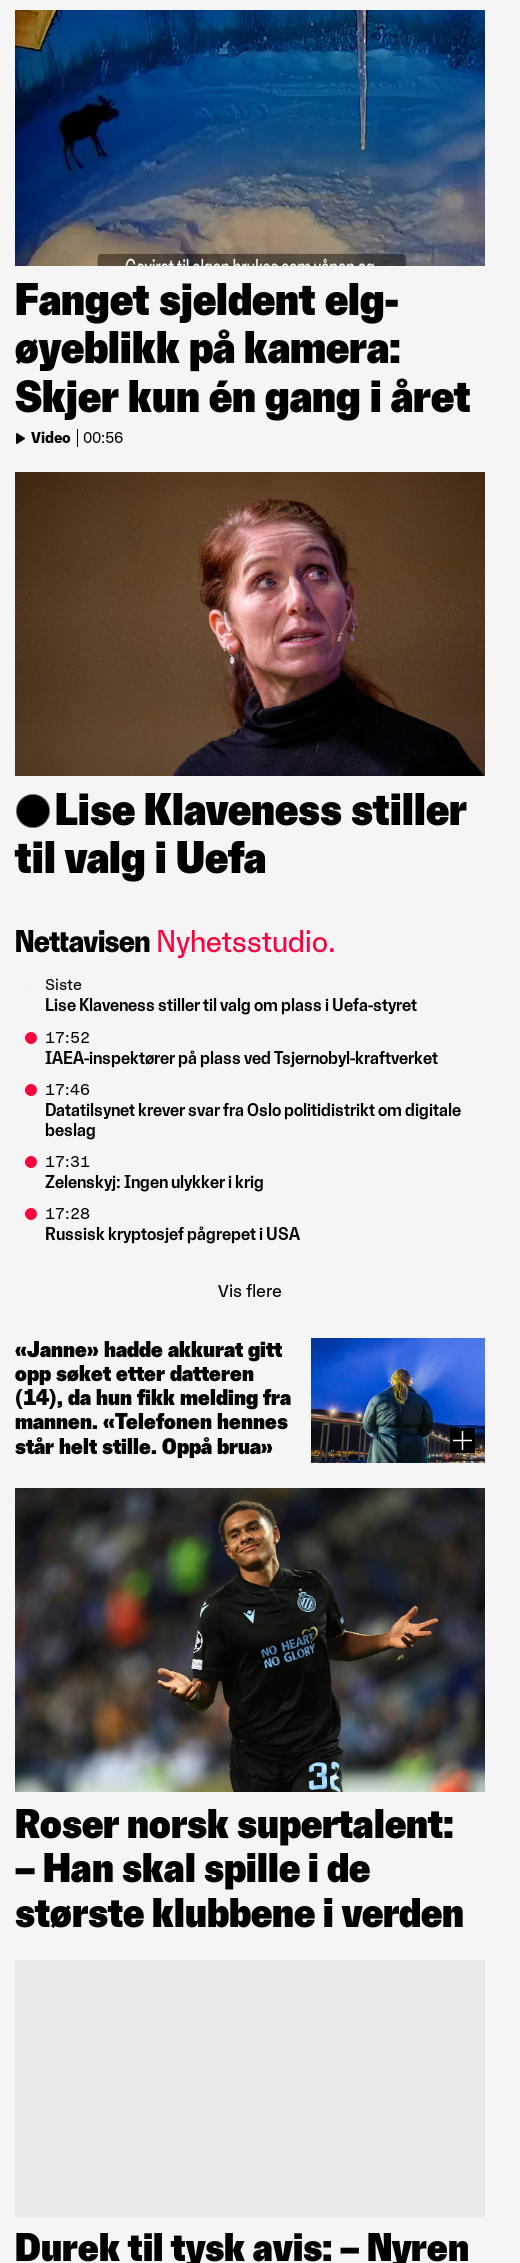 Geviret til elgen brukes som våpen og
Fanget sjeldent elg-
øyeblikk på kamera:
Skjer kun én gang i året
Video 00:56
Lise Klaveness stiller
til valg i Uefa
Nettavisen Nyhetsstudio.
Siste
Lise Klaveness stiller til valg om plass i Uefa-styret
17:52
IAEA-inspektører på plass ved Tsjernobyl-kraftverket
17:46
Datatilsynet krever svar fra Oslo politidistrikt om digitale
beslag
17:31
Zelenskyj: Ingen ulykker i krig
17:28
Russisk kryptosjef pågrepet i USA
Vis flere
«Janne» hadde akkurat gitt
opp søket etter datteren
(14), da hun fikk melding fra
mannen. «Telefonen hennes
står helt stille. Oppå brua»
NO HEART
NO GLORY
32
Roser norsk supertalent:
– Han skal spille i de
største klubbene i verden
Durek til tysk avis: – Nyren